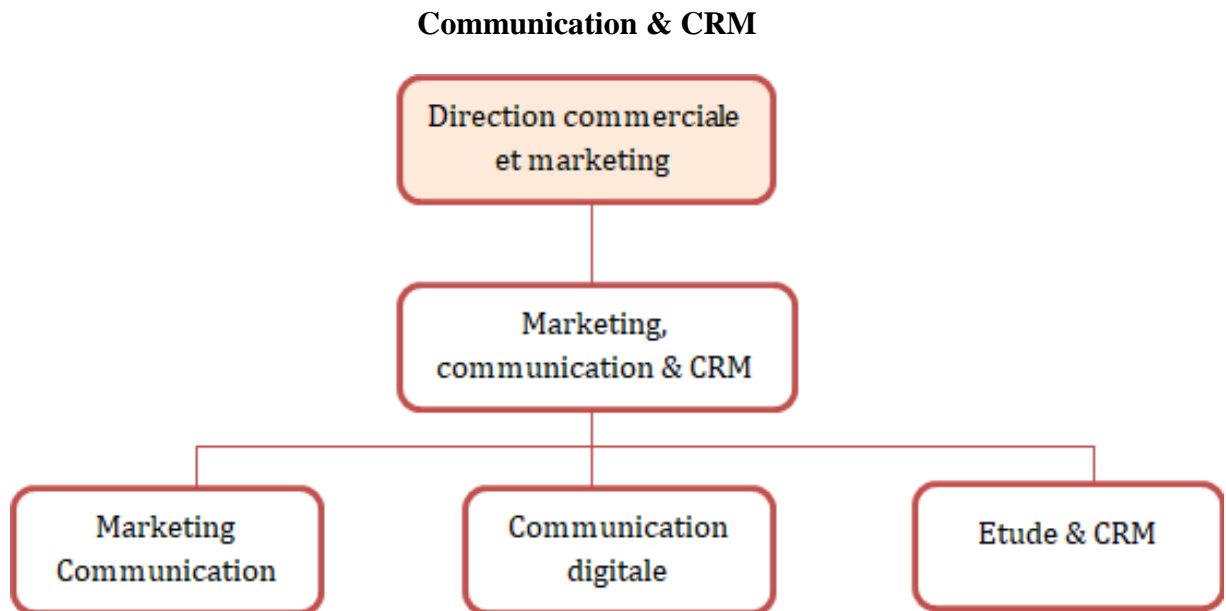 Communication & CRM
Direction commerciale
et marketing
Marketing,
communication & CRM
Marketing
Communication
Communication
digitale
Etude & CRM